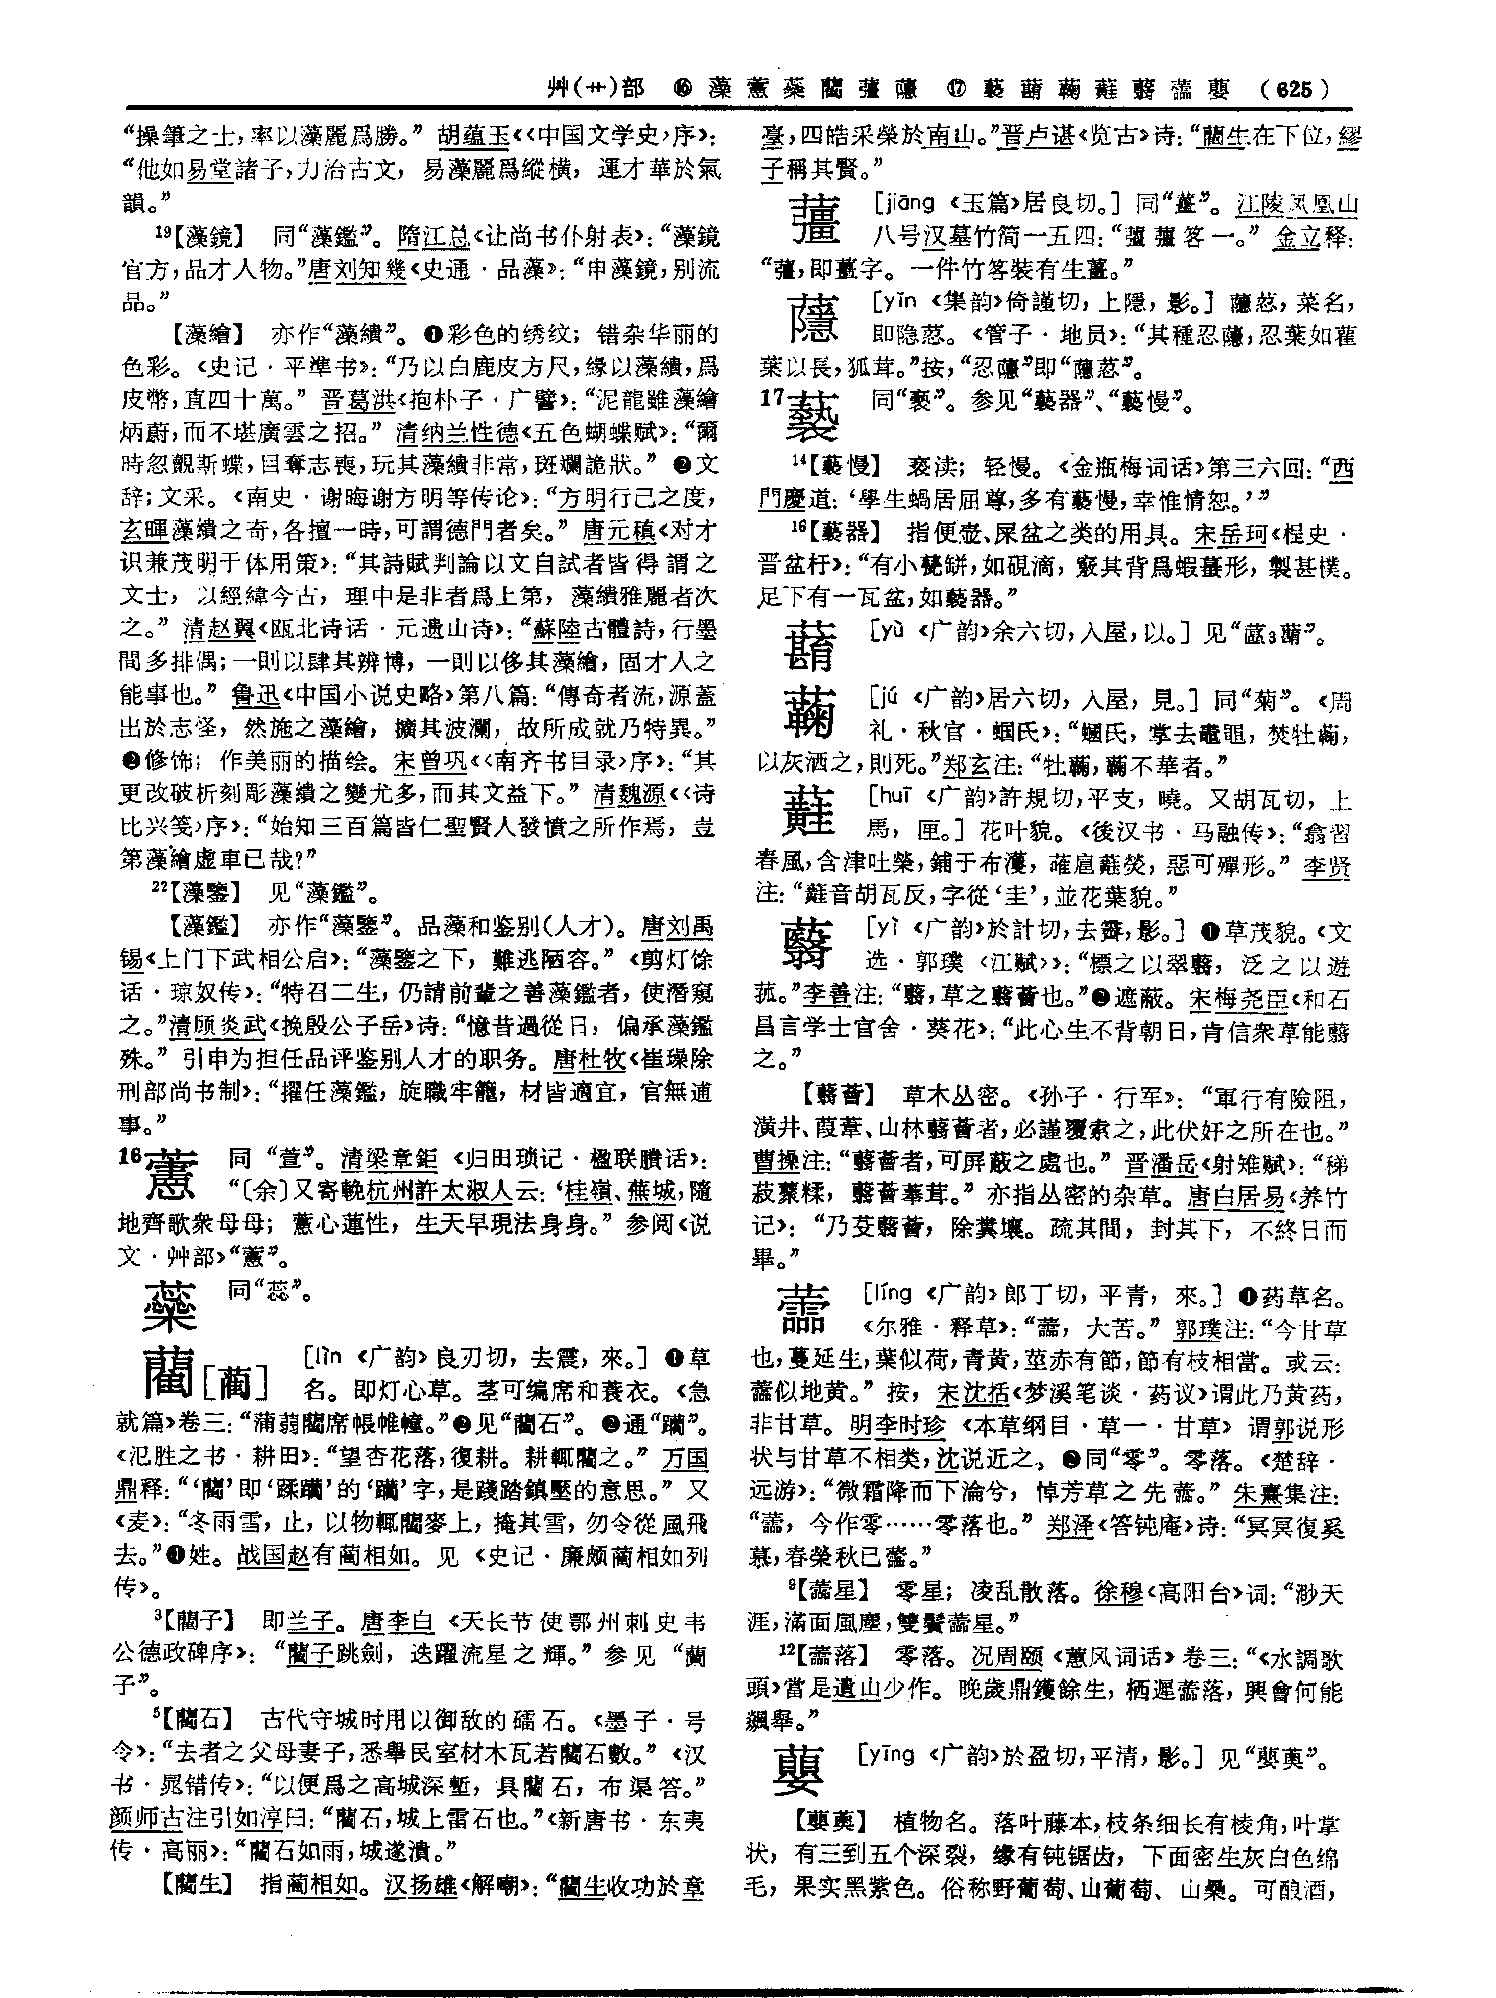 艸(艹)部 ⑯ 藻藼蘂藺䕬蘟 ⑰ 蓺䕍蘜蘳蘙蘦蘡 (625)
“操筆之士，率以藻麗爲勝。” 胡蕴玉《〈中国文学史〉序》：
“他如易堂諸子，力治古文，易藻麗爲縱横，運才華於氣
韻。”
19【藻鏡】 同“藻鑑”。隋江总《让尚书仆射表》：“藻鏡
官方，品才人物。”唐刘知幾《史通·品藻》：“申藻鏡，别流
品。”
【藻繪】 亦作“藻繢”。❶彩色的绣纹；错杂华丽的
色彩。《史记·平準书》：“乃以白鹿皮方尺，緣以藻繢，爲
皮幣，直四十萬。” 晋葛洪《抱朴子·广譬》：“泥龍雖藻繪
炳蔚，而不堪廣雲之招。” 清纳兰性德《五色蝴蝶赋》：“爾
時忽覿斯蝶，目奪志喪，玩其藻繢非常，斑斕詭狀。” ❷文
辞；文采。《南史·谢晦谢方明等传论》：“方明行己之度，
玄暉藻繢之奇，各擅一時，可謂德門者矣。” 唐元稹《对才
识兼茂明于体用策》：“其詩賦判論以文自試者皆得謂之
文士，以經緯今古，理中是非者爲上第，藻繢雅麗者次
之。” 清赵翼《瓯北诗话·元遗山诗》：“蘇陸古體詩，行墨
間多排偶；一則以肆其辨博，一則以侈其藻繪，固才人之
能事也。” 鲁迅《中国小说史略》第八篇：“傳奇者流，源蓋
出於志怪，然施之藻繪，擴其波瀾，故所成就乃特異。”
❷修饰；作美丽的描绘。宋曾巩《〈南齐书目录〉序》：“其
更改破析刻彫藻繢之變尤多，而其文益下。” 清魏源《〈诗
比兴笺〉序》：“始知三百篇皆仁聖賢人發憤之所作焉，豈
第藻繪虚車已哉？”
22【藻鑒】 见“藻鑑”。
【藻鑑】 亦作“藻鑒”。品藻和鉴别(人才)。唐刘禹
锡《上门下武相公启》：“藻鑒之下，難逃陋容。” 《剪灯馀
话·琼奴传》：“特召二生，仍請前輩之善藻鑑者，使潛窺
之。”清顾炎武《挽殷公子岳》诗：“憶昔過從日，偏承藻鑑
殊。” 引申为担任品评鉴别人才的职务。唐杜牧《崔璪除
刑部尚书制》：“擢任藻鑑，旋職牢籠，材皆適宜，官無逋
事。”
16藼 同“萱”。清梁章鉅《归田琐记·楹联賸话》：
“〔余〕又寄輓杭州許太淑人云：‘桂嶺、蕪城，隨
地齊歌衆母母；藼心蓮性，生天早現法身身。” 参阅《说
文·艸部》“藼”。
蘂 同“蕊”。
藺[蔺] [lìn 《广韵》良刃切，去震，來。] ❶草
名。即灯心草。茎可编席和蓑衣。《急
就篇》卷三：“蒲蒻藺席帳帷幢。”❷见“藺石”。❷通“躪”。
《氾胜之书·耕田》：“望杏花落，復耕。耕輒藺之。” 万国
鼎释：“‘藺’即‘蹂躪’的‘躪’字，是踐踏鎮壓的意思。” 又
《麦》：“冬雨雪，止，以物輒藺麥上，掩其雪，勿令從風飛
去。”❶姓。战国赵有蔺相如。见《史记·廉颇蔺相如列
传》。
3【藺子】 即兰子。唐李白《天长节使鄂州刺史韦
公德政碑序》：“藺子跳劍，迭躍流星之輝。” 参见“蔺
子”。
5【藺石】 古代守城时用以御敌的礌石。《墨子·号
令》：“去者之父母妻子，悉舉民室材木瓦若藺石數。” 《汉
书·晁错传》：“以便爲之高城深塹，具藺石，布渠答。”
颜师古注引如淳曰：“藺石，城上雷石也。”《新唐书·东夷
传·高丽》：“藺石如雨，城遂潰。”
【藺生】 指蔺相如。汉扬雄《解嘲》：“藺生收功於章
臺，四皓采榮於南山。”晋卢谌《览古》诗：“藺生在下位，繆
子稱其賢。”
䕬 [jiāng 《玉篇》居良切。] 同“薑”。江陵凤凰山
八号汉墓竹简一五四：“䕬䕬笿一。” 金立释：
“䕬，即薑字。一件竹笿裝有生薑。”
蘟 [yǐn 《集韵》倚謹切，上隱，影。] 蘟荵，菜名，
即隐荵。《管子·地员》：“其種忍蘟，忍葉如雚
葉以長，狐茸。”按，“忍蘟”即“蘟荵”。
同“亵”。参见“蓺器”、“蓺慢”。
亵渎；轻慢。《金瓶梅词话》第三六回：“西
門慶道：‘學生蝸居屈尊，多有蓺慢，幸惟情恕。’”
指便壶、屎盆之类的用具。宋岳珂《桯史·
晋盆杅》：“有小甆缾，如硯滴，竅其背爲蝦蟇形，製甚樸。
足下有一瓦盆，如蓺器。”
[yù 《广韵》余六切，入屋，以。]
蘜 [jú 《广韵》居六切，入屋，見。] 同“菊”。《周
礼·秋官·蝈氏》：“蟈氏，掌去鼃黽，焚牡蘜，
以灰洒之，則死。”郑玄注：“牡蘜，蘜不華者。”
蘳 [huī 《广韵》許規切，平支，曉。又胡瓦切，上
馬，匣。] 花叶貌。《後汉书·马融传》：“翕習
春風，含津吐榮，鋪于布濩，蓶扈蘳熒，惡可殫形。” 李贤
注：“蘳音胡瓦反，字從‘圭’，並花葉貌。”
蘙 [yì 《广韵》於計切，去霽，影。] ❶草茂貌。《文
选·郭璞〈江赋〉》：“標之以翠蘙，泛之以遊
菰。”李善注：“蘙，草之蘙薈也。”❷遮蔽。宋梅尧臣《和石
昌言学士官舍·葵花》：“此心生不背朝日，肯信衆草能蘙
之。”
【蘙薈】 草木丛密。《孙子·行军》：“軍行有險阻，
潢井、葭葦、山林蘙薈者，必謹覆索之，此伏奸之所在也。”
曹操注：“蘙薈者，可屏蔽之處也。” 晋潘岳《射雉赋》：“稊
菽藂糅，蘙薈菶茸。” 亦指丛密的杂草。唐白居易《养竹
记》：“乃芟蘙薈，除糞壤。疏其間，封其下，不終日而
畢。”
蘦 [líng 《广韵》郎丁切，平青，來。] ❶药草名。
《尔雅·释草》：“蘦，大苦。” 郭璞注：“今甘草
也，蔓延生，葉似荷，青黄，莖赤有節，節有枝相當。或云：
蘦似地黄。” 按，宋沈括《梦溪笔谈·药议》谓此乃黄药，
非甘草。明李时珍《本草纲目·草一·甘草》谓郭说形
状与甘草不相类，沈说近之。❷同“零”。零落。《楚辞·
远游》：“微霜降而下淪兮，悼芳草之先蘦。” 朱熹集注：
“蘦，今作零……零落也。” 郑泽《答钝庵》诗：“冥冥復奚
慕，春榮秋已蘦。”
9【蘦星】 零星；凌乱散落。徐穆《高阳台》词：“渺天
涯，滿面風塵，雙鬢蘦星。”
12【蘦落】 零落。况周颐《蕙风词话》卷三：“《水調歌
頭》當是遺山少作。晚歲鼎鑊餘生，栖遲蘦落，興會何能
飆舉。”
蘡 [yīng 《广韵》於盈切，平清，影。] 见“蘡薁”。
【蘡薁】 植物名。落叶藤本，枝条细长有棱角，叶掌
状，有三到五个深裂，缘有钝锯齿，下面密生灰白色绵
毛，果实黑紫色。俗称野葡萄、山葡萄、山櫐。可酿酒，